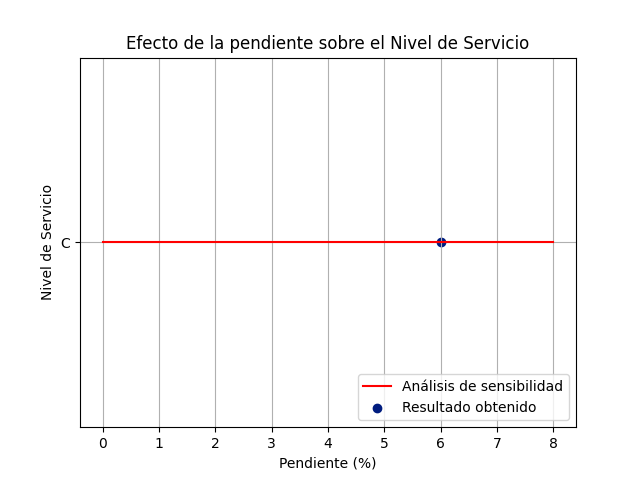 Efecto de la pendiente sobre el Nivel de Servicio
Nivel de Servicio
C
Análisis de sensibilidad
Resultado obtenido
0 1 2 3 4 5 6 7 8
Pendiente (%)